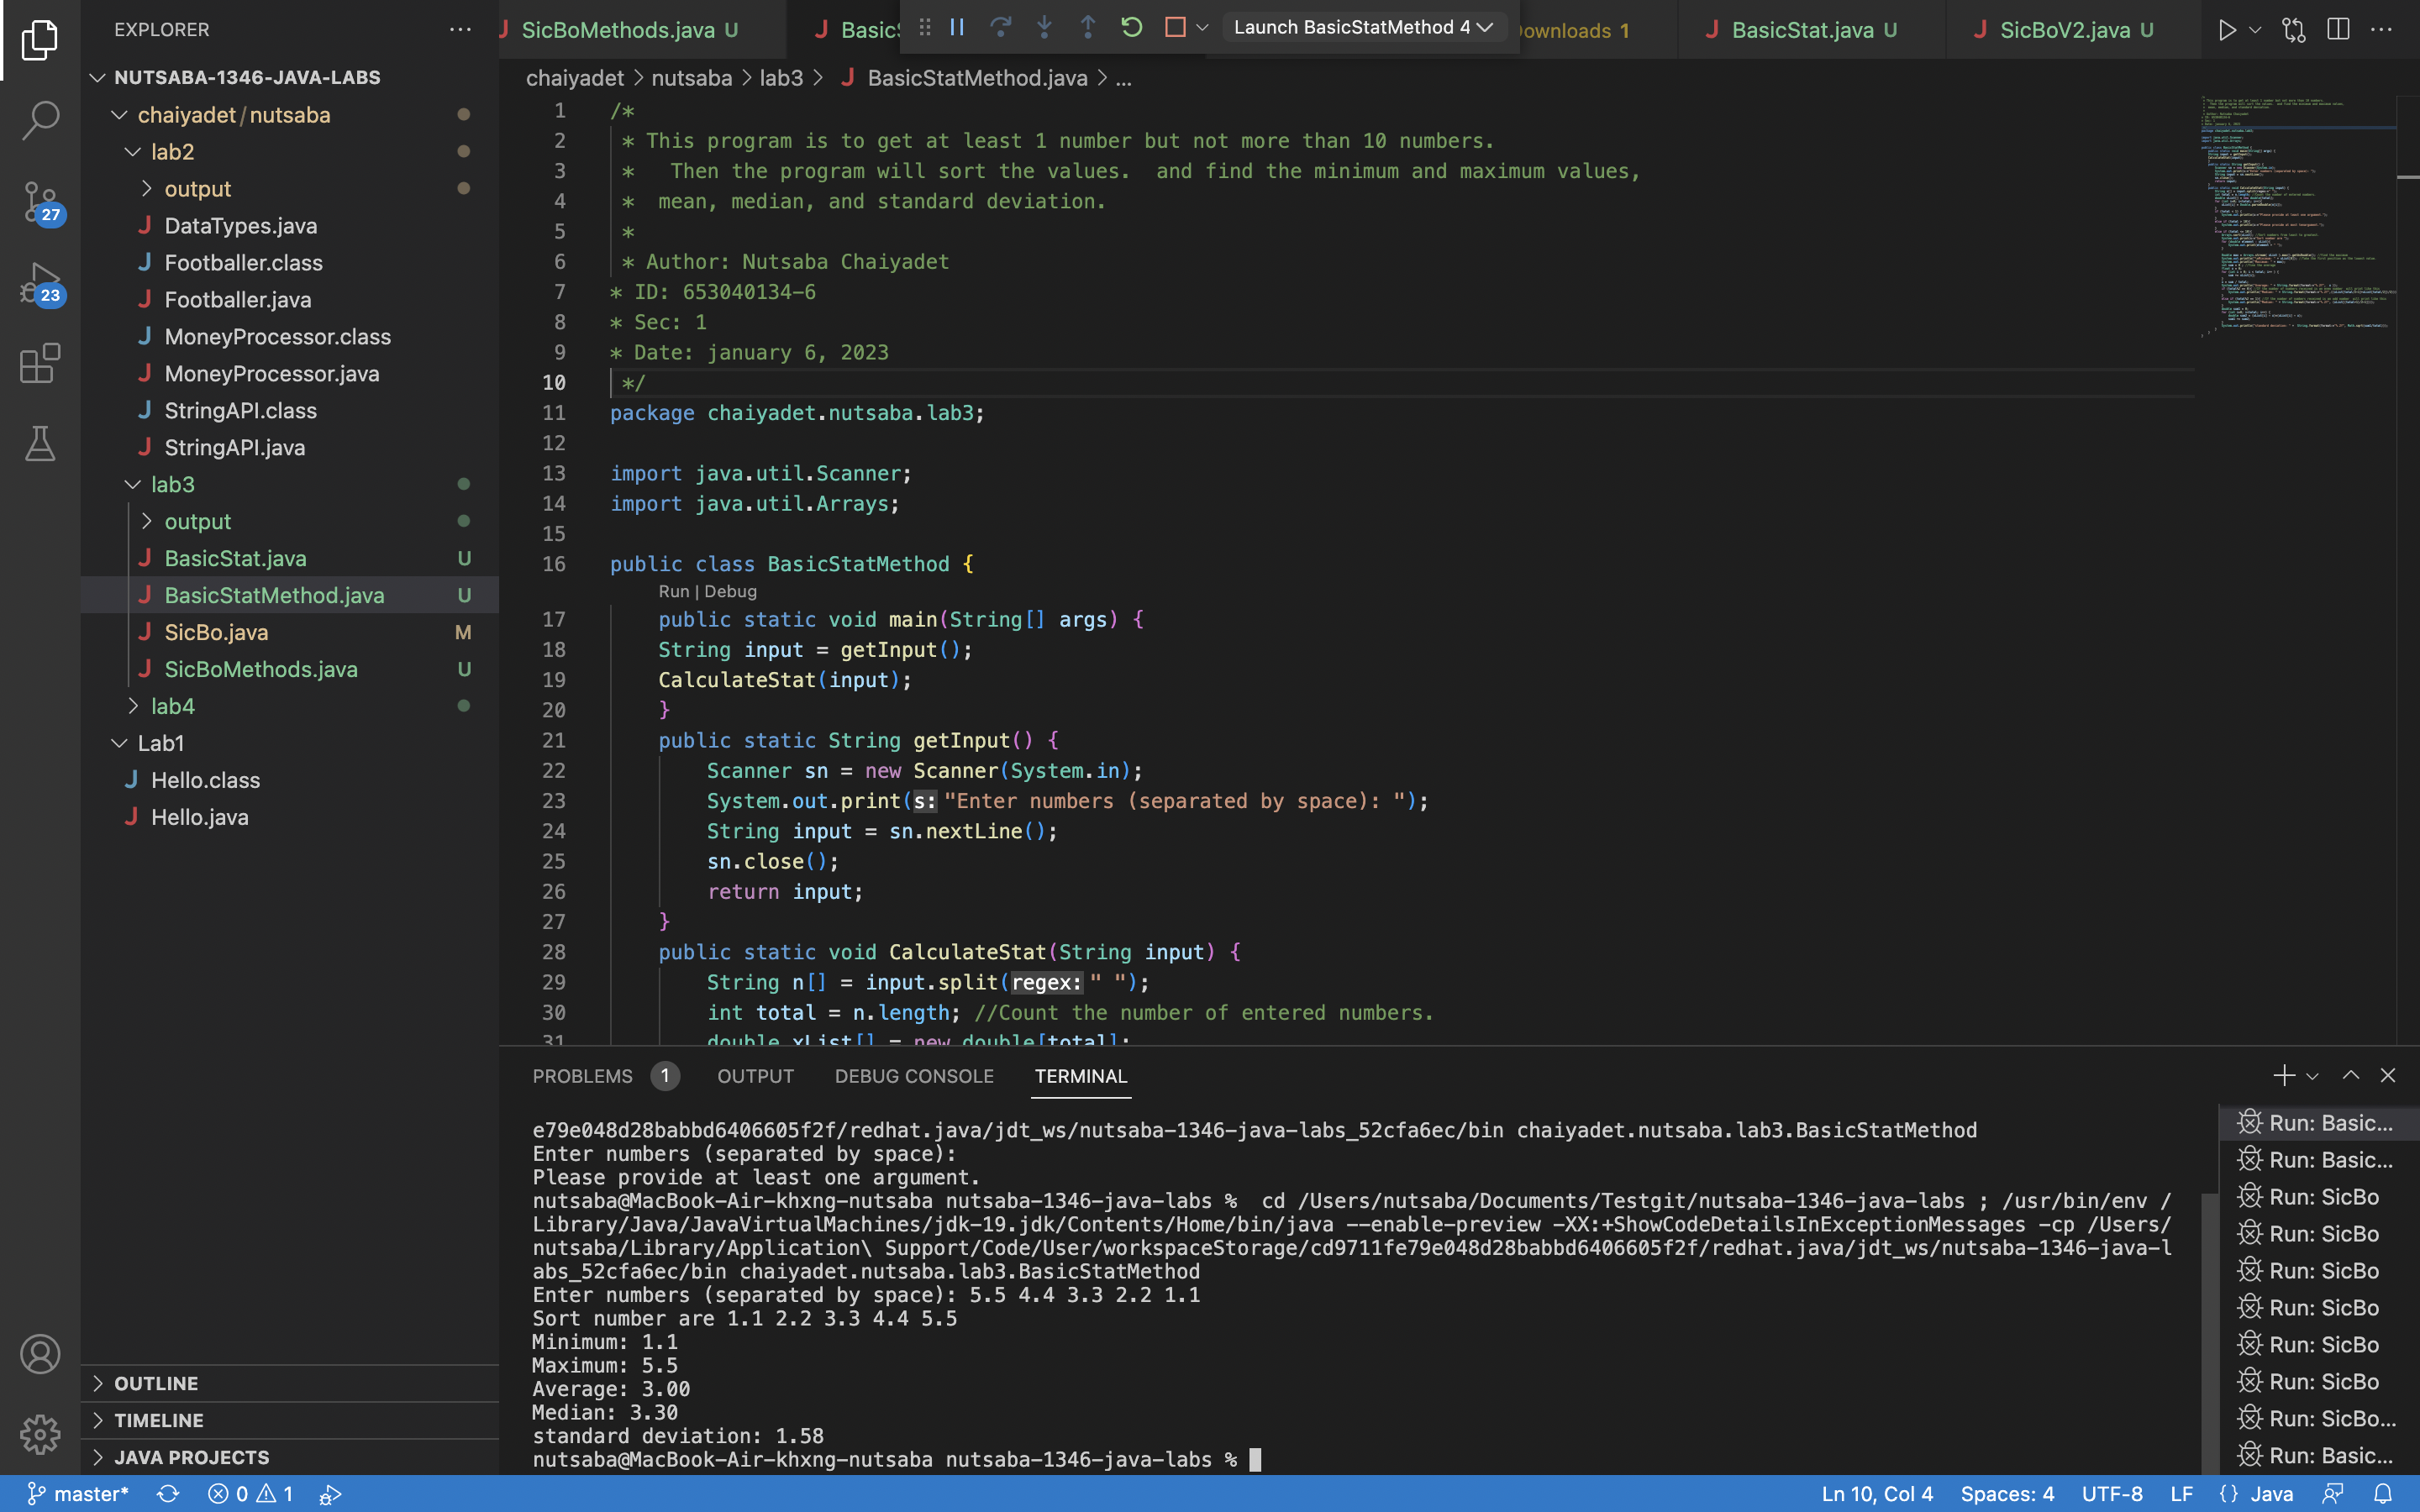 EXPLORER
NUTSABA-1346-JAVA-LABS
chaiyadet/nutsaba
lab2
output
DataTypes.java
Footballer.class
Footballer.java
MoneyProcessor.class
MoneyProcessor.java
StringAPI.class
StringAPI.java
lab3
output
BasicStat.java U
BasicStatMethod.java U
SicBo.java M
SicBoMethods.java U
lab4
Lab1
Hello.class
Hello.java
OUTLINE
TIMELINE
JAVA PROJECTS
27
23
SicBoMethods.java U
Launch BasicStatMethod 4
ownloads 1
BasicStat.java U
SicBoV2.java U
chaiyadet > nutsaba > lab3 > BasicStatMethod.java > ...
1 /*
2 * This program is to get at least 1 number but not more than 10 numbers.
3 *   Then the program will sort the values.  and find the minimum and maximum values,
4 *  mean, median, and standard deviation.
5 *
6 * Author: Nutsaba Chaiyadet
7 * ID: 653040134-6
8 * Sec: 1
9 * Date: january 6, 2023
10 */
11 package chaiyadet.nutsaba.lab3;
12
13 import java.util.Scanner;
14 import java.util.Arrays;
15
16 public class BasicStatMethod {
Run | Debug
17 public static void main(String[] args) {
18 String input = getInput();
19 CalculateStat(input);
20 }
21 public static String getInput() {
22 Scanner sn = new Scanner(System.in);
23 System.out.print(s:"Enter numbers (separated by space): ");
24 String input = sn.nextLine();
25 sn.close();
26 return input;
27 }
28 public static void CalculateStat(String input) {
29 String n[] = input.split(regex:" ");
30 int total = n.length; //Count the number of entered numbers.
31 double xList[] = new double[total];
PROBLEMS 1 OUTPUT DEBUG CONSOLE TERMINAL
e79e048d28babbd6406605f2f/redhat.java/jdt_ws/nutsaba-1346-java-labs_52cfa6ec/bin chaiyadet.nutsaba.lab3.BasicStatMethod
Enter numbers (separated by space):
Please provide at least one argument.
nutsaba@MacBook-Air-khxng-nutsaba nutsaba-1346-java-labs %  cd /Users/nutsaba/Documents/Testgit/nutsaba-1346-java-labs ; /usr/bin/env /
Library/Java/JavaVirtualMachines/jdk-19.jdk/Contents/Home/bin/java --enable-preview -XX:+ShowCodeDetailsInExceptionMessages -cp /Users/
nutsaba/Library/Application\ Support/Code/User/workspaceStorage/cd9711fe79e048d28babbd6406605f2f/redhat.java/jdt_ws/nutsaba-1346-java-l
abs_52cfa6ec/bin chaiyadet.nutsaba.lab3.BasicStatMethod
Enter numbers (separated by space): 5.5 4.4 3.3 2.2 1.1
Sort number are 1.1 2.2 3.3 4.4 5.5
Minimum: 1.1
Maximum: 5.5
Average: 3.00
Median: 3.30
standard deviation: 1.58
nutsaba@MacBook-Air-khxng-nutsaba nutsaba-1346-java-labs %
Run: Basic...
Run: Basic...
Run: SicBo
Run: SicBo
Run: SicBo
Run: SicBo
Run: SicBo
Run: SicBo
Run: SicBo...
Run: Basic...
master* 0 1
Ln 10, Col 4 Spaces: 4 UTF-8 LF {} Java